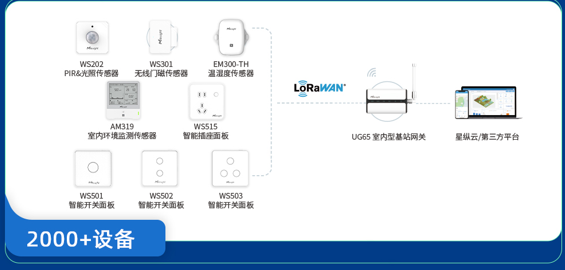 WS202
PIR&光照传感器
WS301
无线门磁传感器
EM300-TH
温湿度传感器
AM319
室内环境监测传感器
WS515
智能插座面板
LoRaWAN
UG65 室内型基站网关
星纵云/第三方平台
WS501
智能开关面板
WS502
智能开关面板
WS503
智能开关面板
2000+设备